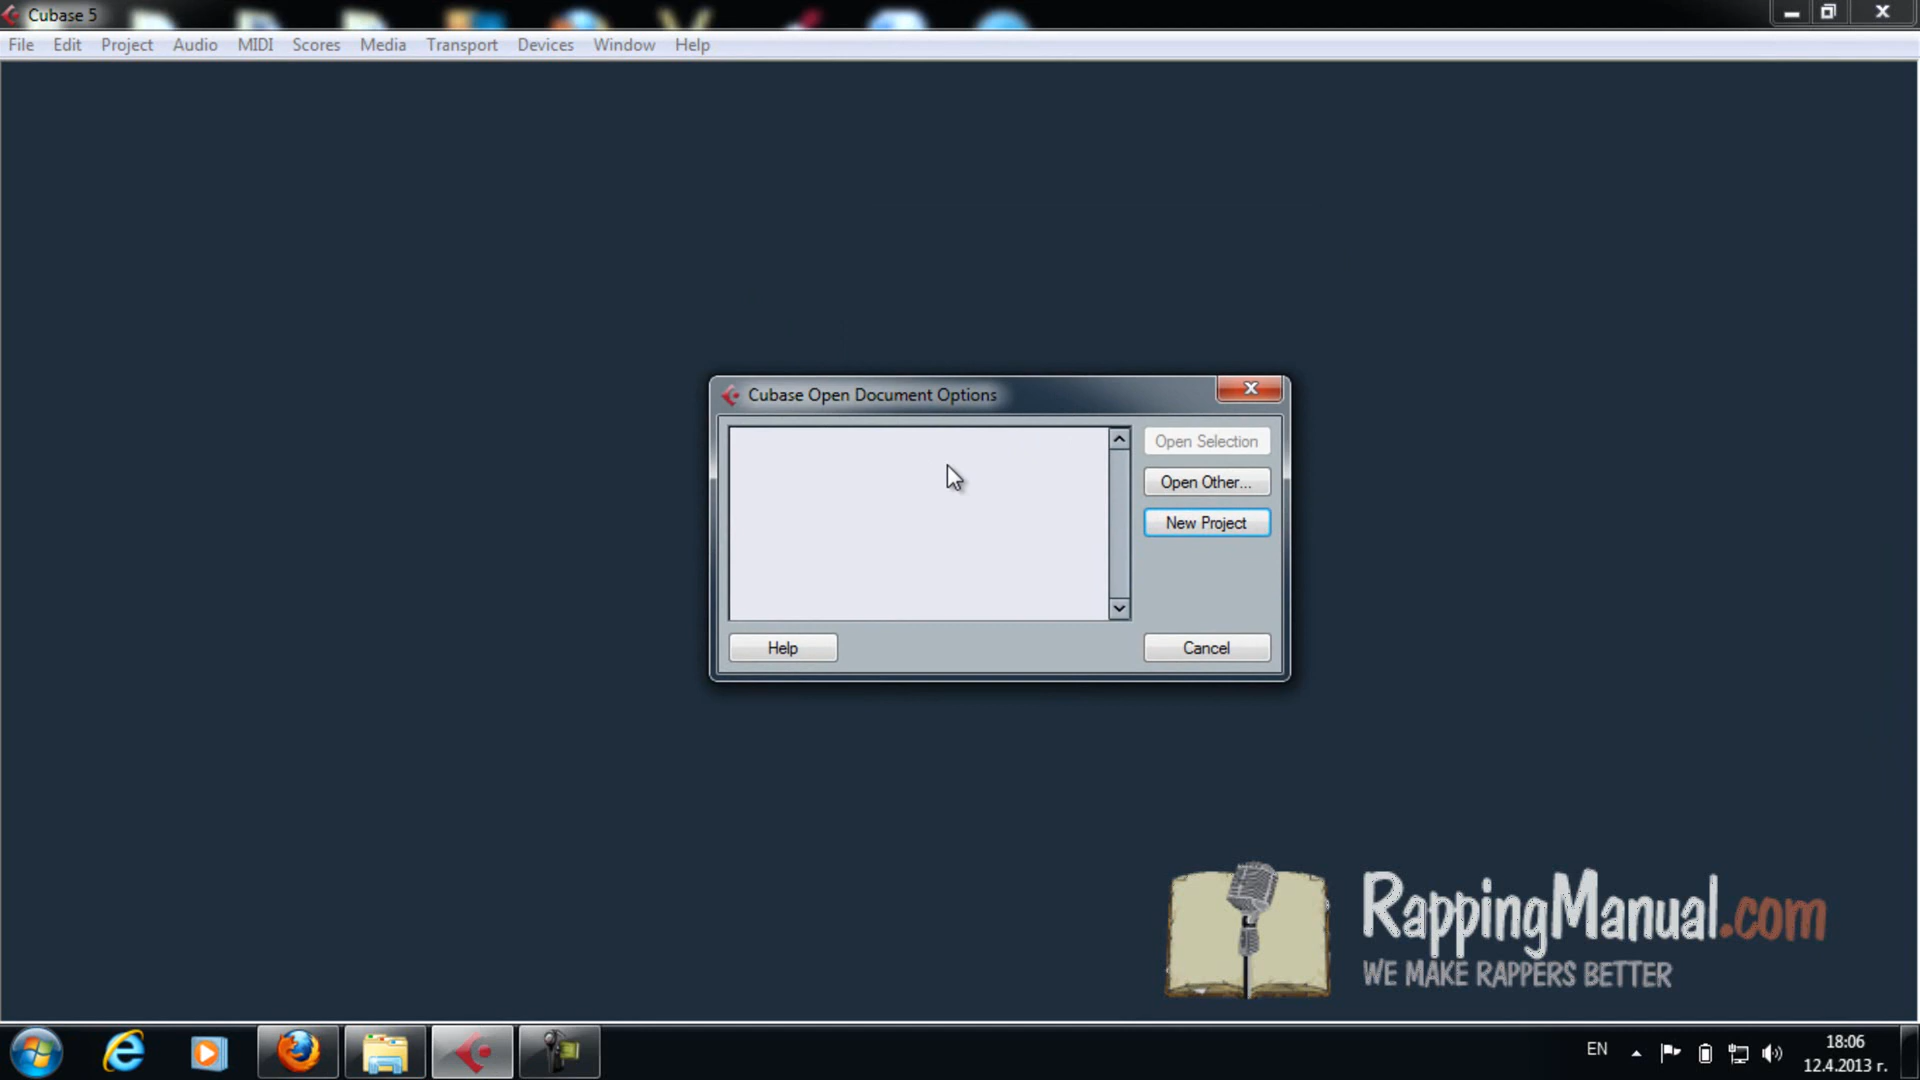 Cubase 5
File Edit Project Audio MIDI Scores Media Transport Devices Window Help
Cubase Open Document Options
Open Selection
Open Other...
New Project
Help
Cancel
RappingManual.com
WE MAKE RAPPERS BETTER
EN
18:06
12.4.2013 г.